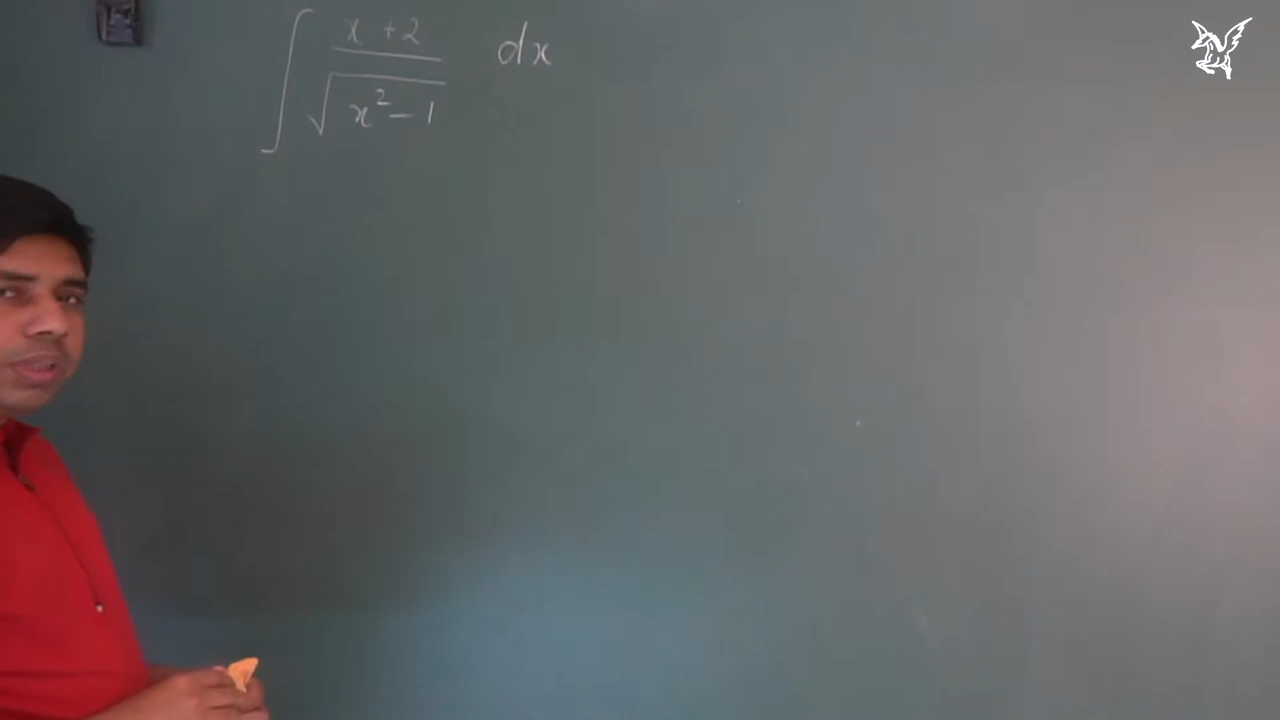 ∫ (x + 2) / √(x² − 1) dx